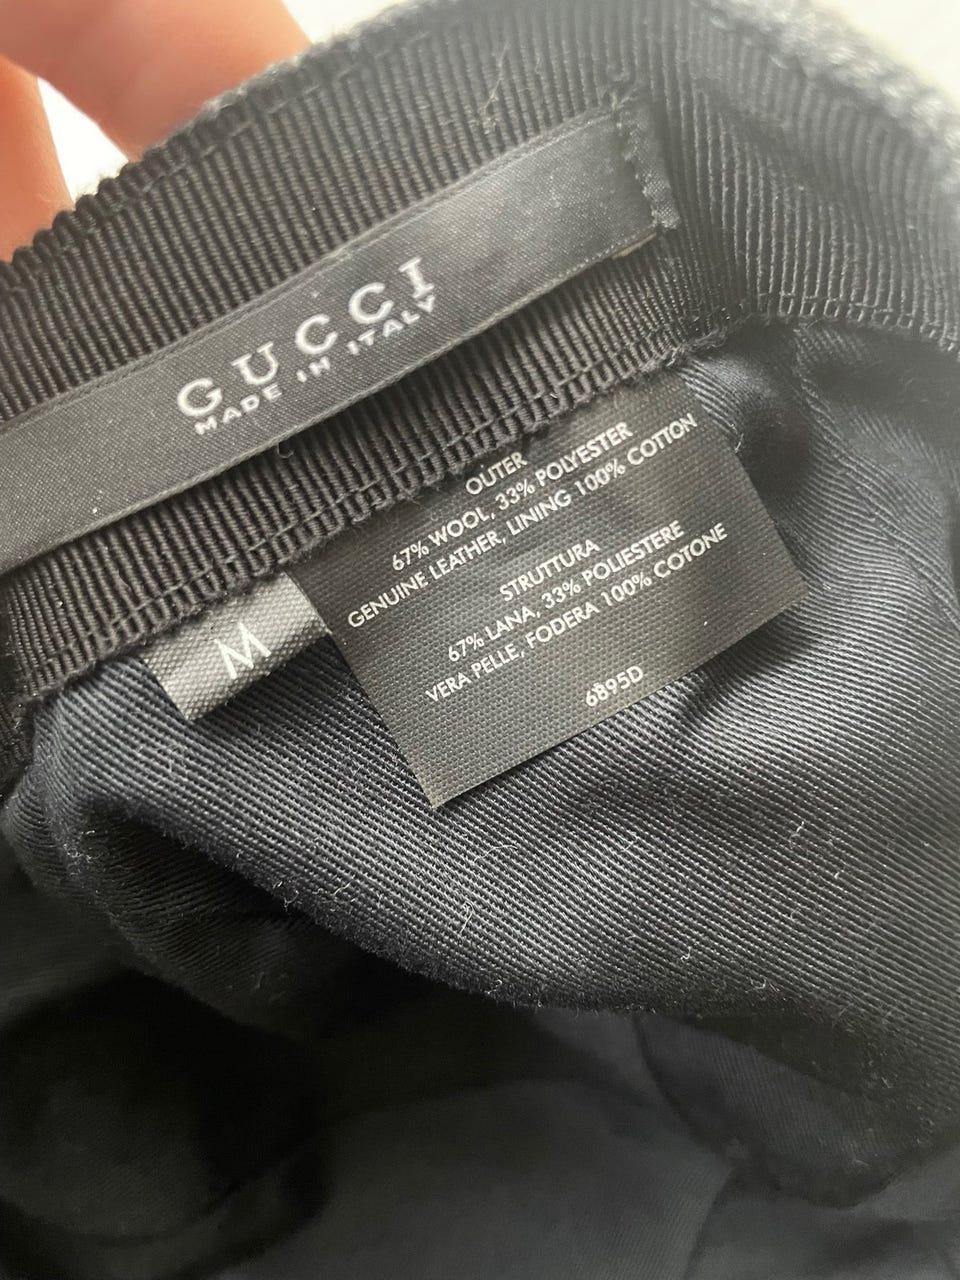 GUCCI
MADE IN ITALY
M
OUTER
67% WOOL, 33% POLYESTER
GENUINE LEATHER, LINING 100% COTTON
STRUTTURA
67% LANA, 33% POLIESTERE
VERA PELLE, FODERA 100% COTONE
6895D